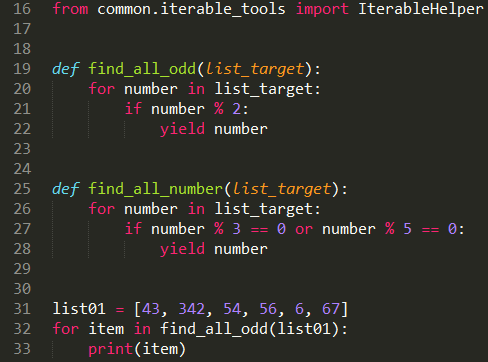 16 from common.iterable_tools import IterableHelper
17
18
19 def find_all_odd(list_target):
20     for number in list_target:
21         if number % 2:
22             yield number
23
24
25 def find_all_number(list_target):
26     for number in list_target:
27         if number % 3 == 0 or number % 5 == 0:
28             yield number
29
30
31 list01 = [43, 342, 54, 56, 6, 67]
32 for item in find_all_odd(list01):
33     print(item)